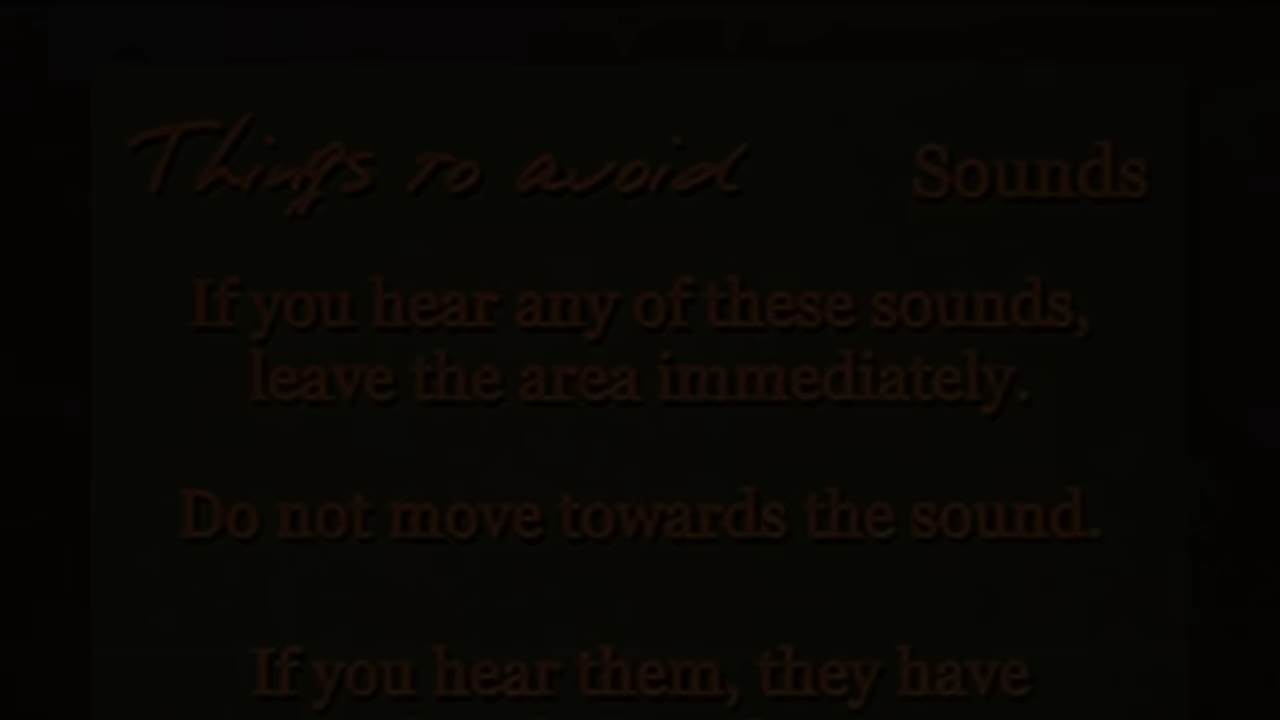 Things to avoid Sounds
If you hear any of these sounds,
leave the area immediately.
Do not move towards the sound.
If you hear them, they have